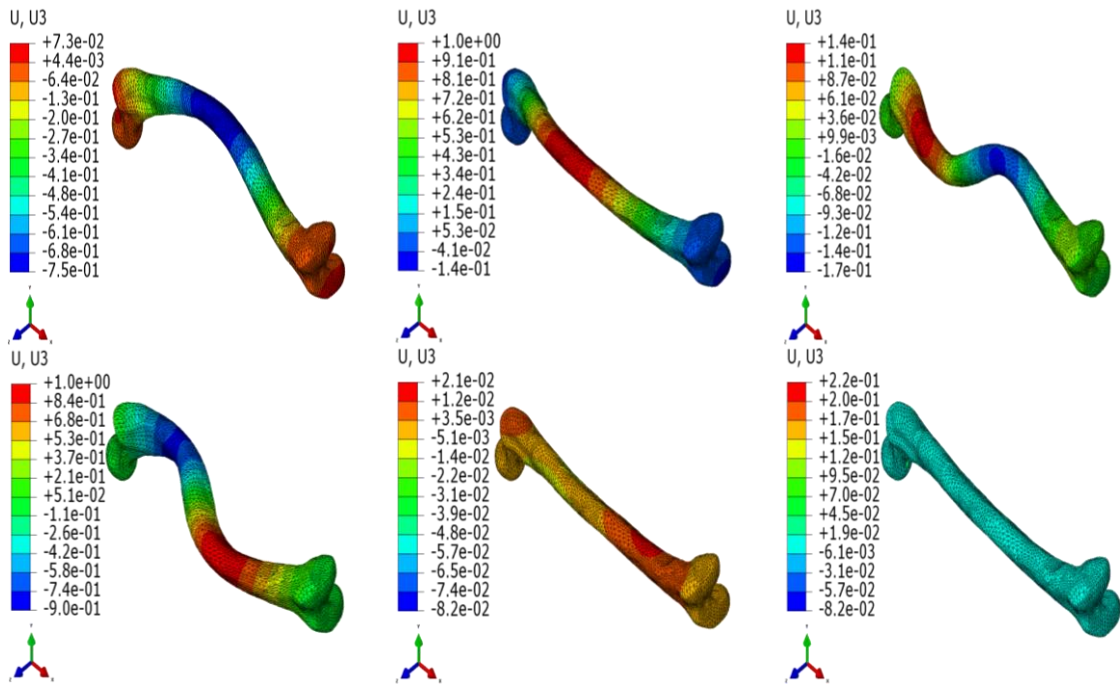 U, U3
+7.3e-02
+4.4e-03
-6.4e-02
-1.3e-01
-2.0e-01
-2.7e-01
-3.4e-01
-4.1e-01
-4.8e-01
-5.4e-01
-6.1e-01
-6.8e-01
-7.5e-01
U, U3
+1.0e+00
+9.1e-01
+8.1e-01
+7.2e-01
+6.2e-01
+5.3e-01
+4.3e-01
+3.4e-01
+2.4e-01
+1.5e-01
+5.3e-02
-4.1e-02
-1.4e-01
U, U3
+1.4e-01
+1.1e-01
+8.7e-02
+6.1e-02
+3.6e-02
+9.9e-03
-1.6e-02
-4.2e-02
-9.3e-02
-1.2e-01
-1.4e-01
-1.7e-01
U, U3
+1.0e+00
+8.4e-01
+6.8e-01
+5.3e-01
+3.7e-01
+2.1e-01
+5.1e-02
-1.1e-01
-2.6e-01
-4.2e-01
-5.8e-01
-7.4e-01
-9.0e-01
U, U3
+2.1e-02
+1.2e-02
+3.5e-03
-5.1e-03
-1.4e-02
-2.2e-02
-3.1e-02
-3.9e-02
-4.8e-02
-5.7e-02
-6.5e-02
-7.4e-02
-8.2e-02
U, U3
+2.2e-01
+2.0e-01
+1.7e-01
+1.5e-01
+1.2e-01
+9.5e-02
+7.0e-02
+4.5e-02
+1.9e-02
-6.1e-03
-3.1e-02
-5.7e-02
-8.2e-02